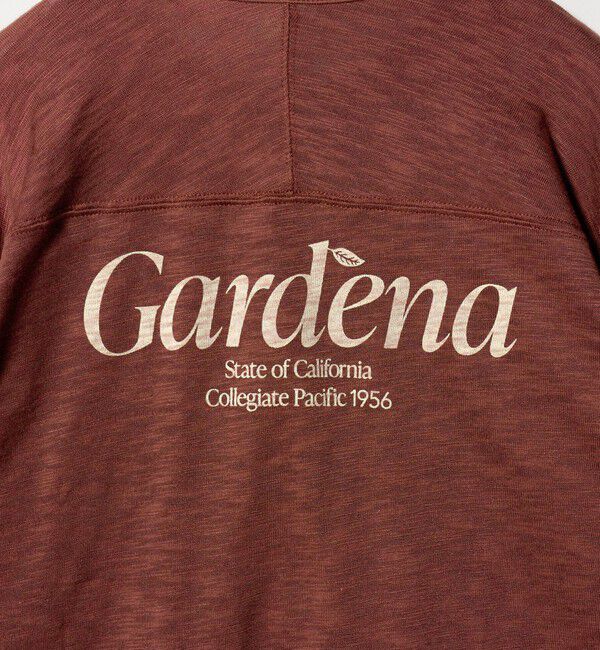 Gardena
State of California
Collegiate Pacific 1956